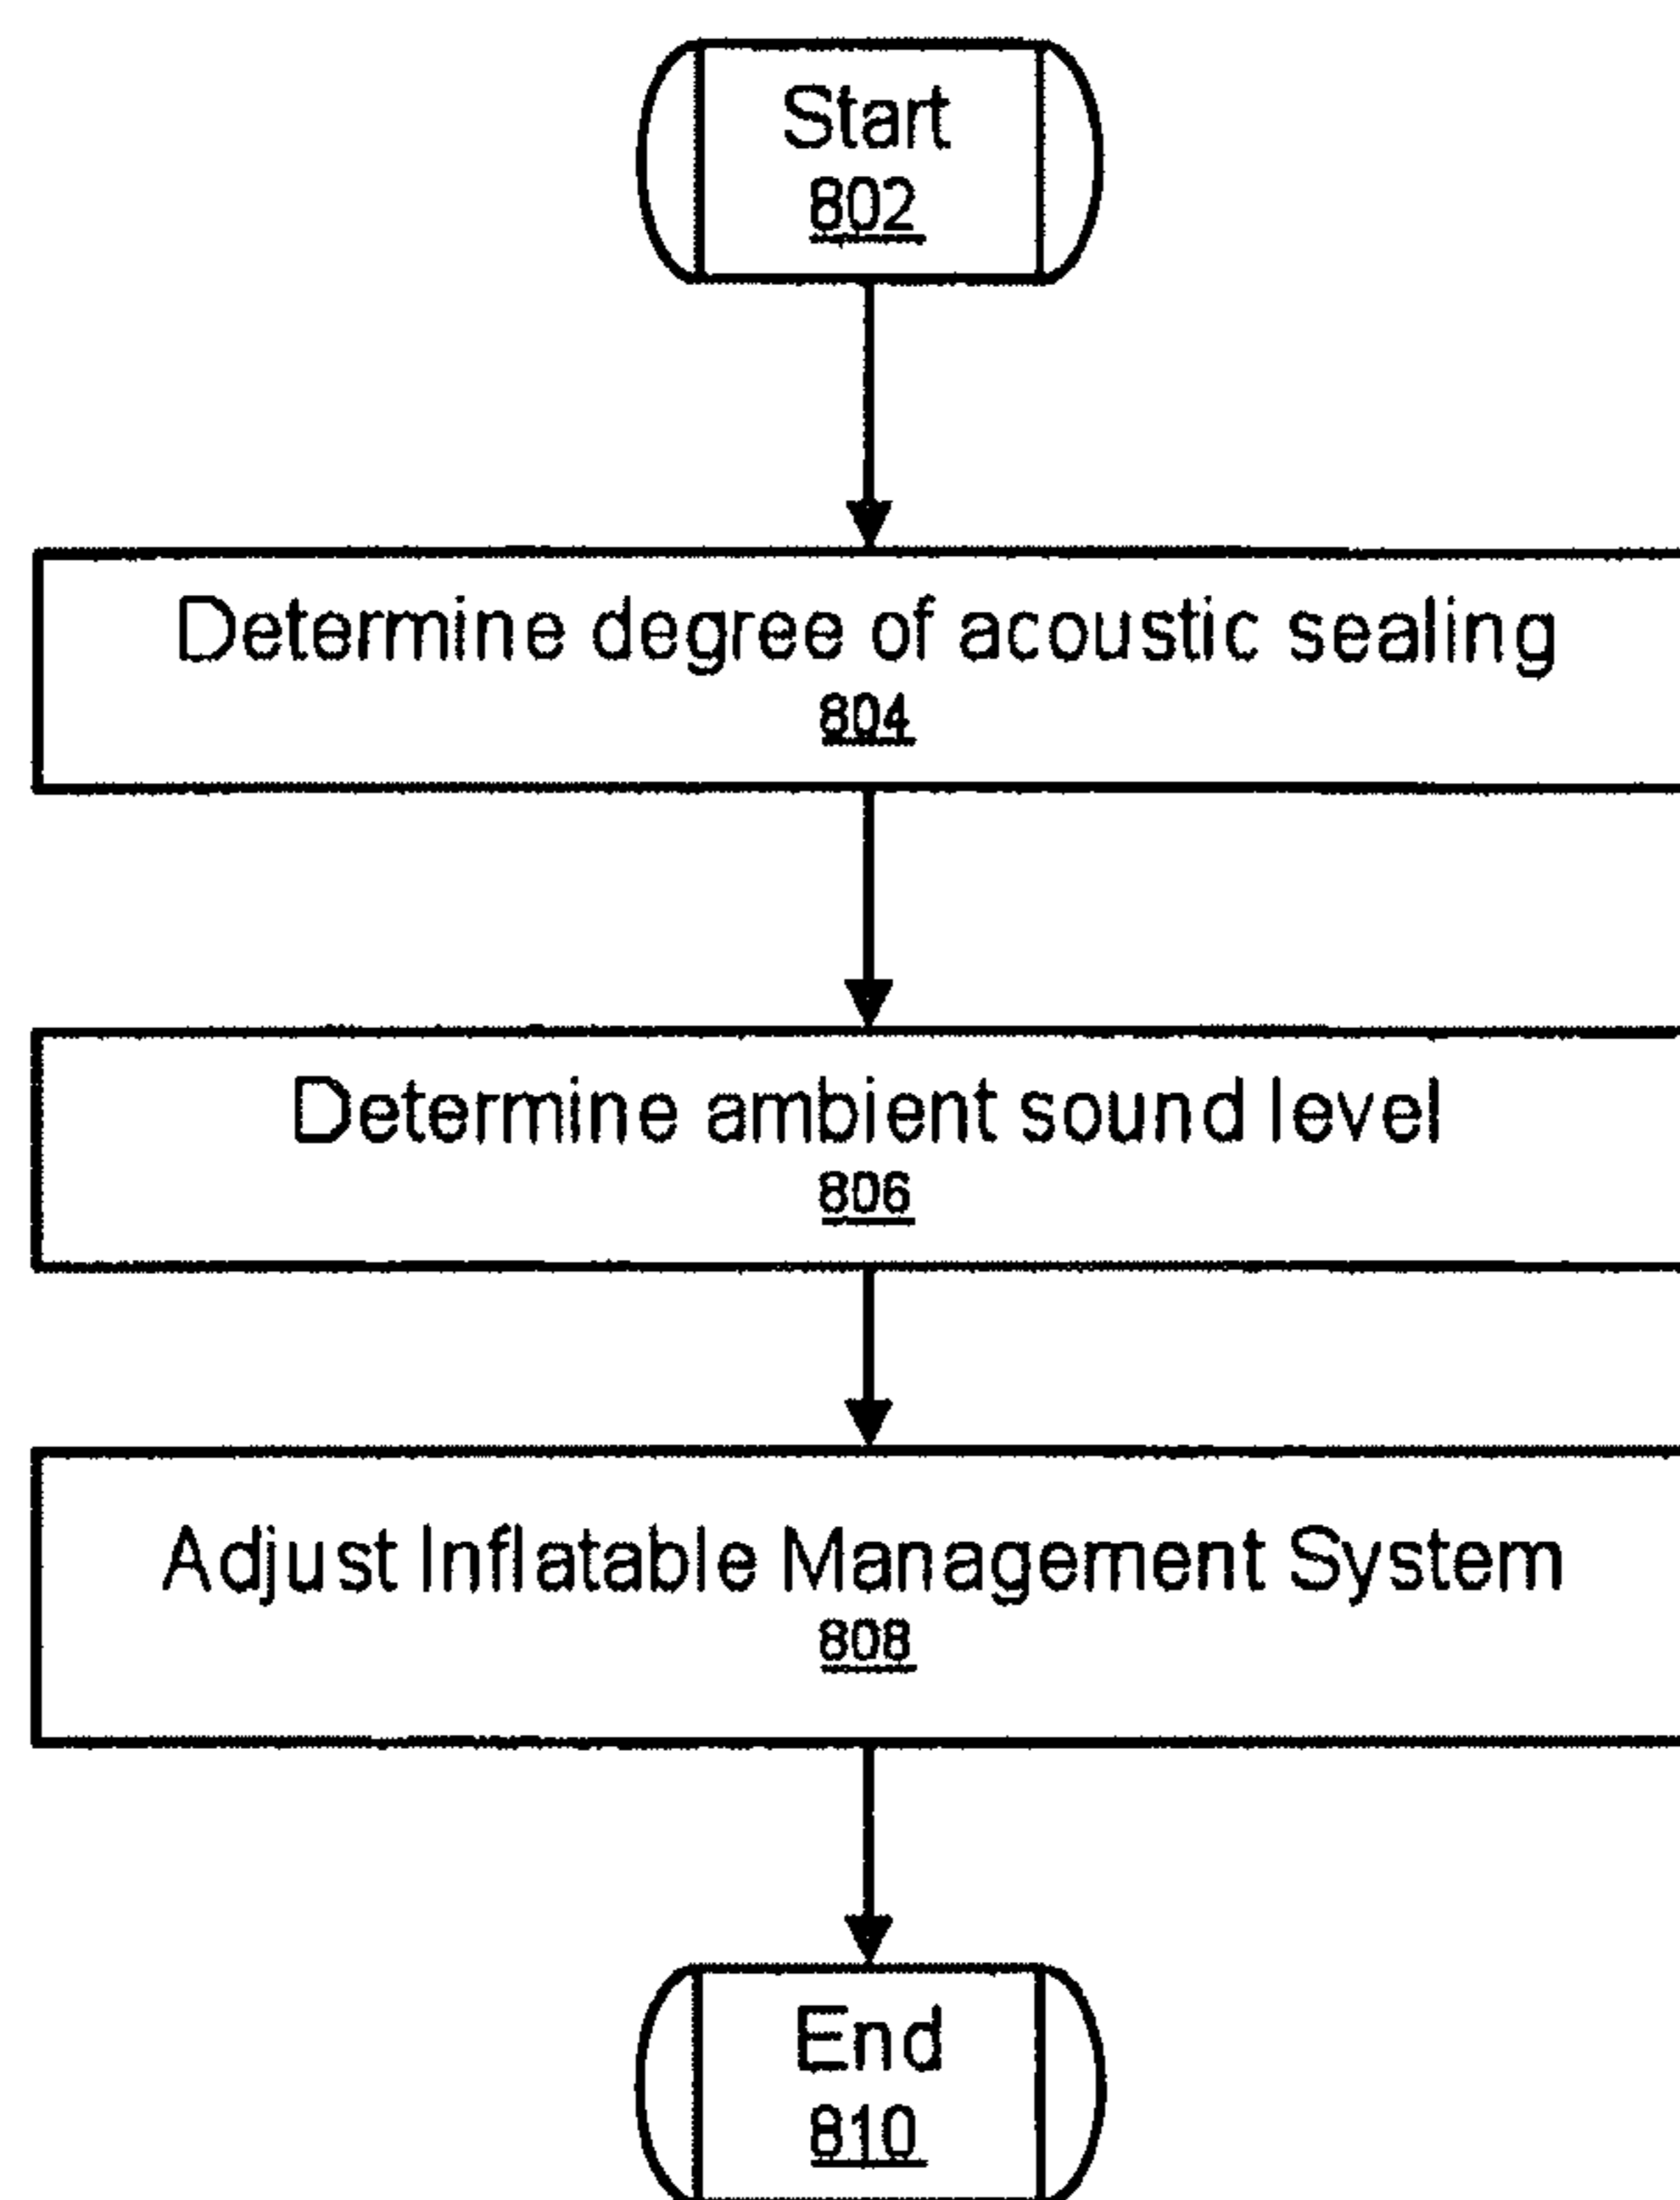 Start
802
Determine degree of acoustic sealing
804
Determine ambient sound level
806
Adjust Inflatable Management System
808
End
810